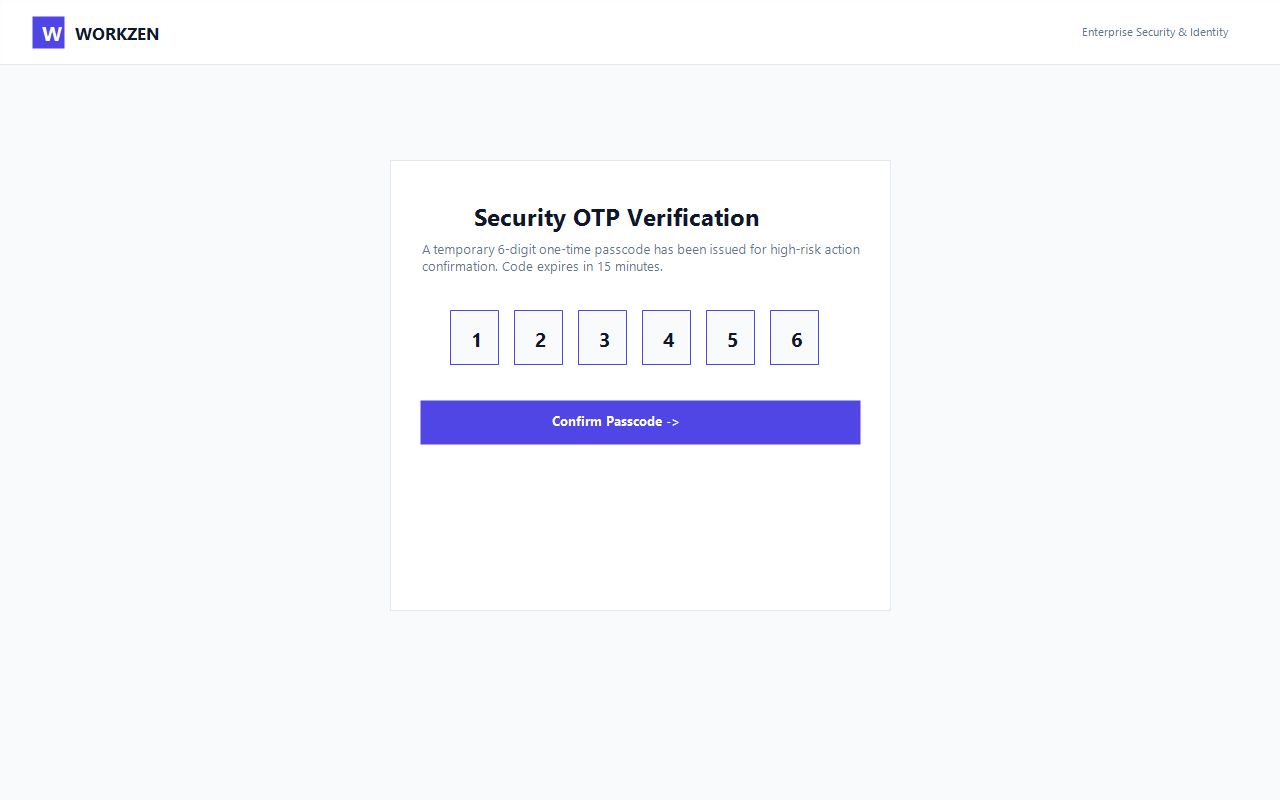 W WORKZEN
Enterprise Security & Identity
Security OTP Verification
A temporary 6-digit one-time passcode has been issued for high-risk action
confirmation. Code expires in 15 minutes.
1 2 3 4 5 6
Confirm Passcode ->